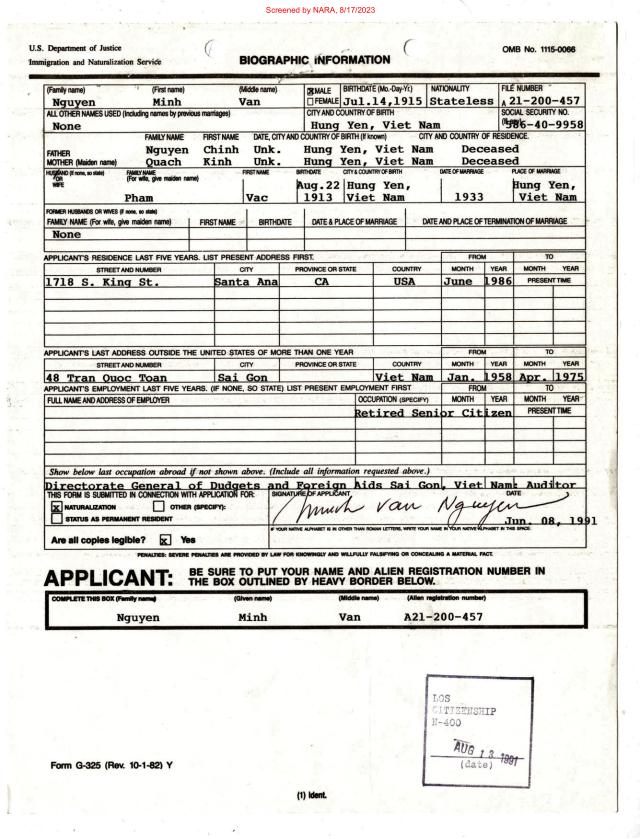 Screened by NARA, 8/17/2023
U.S. Department of Justice
Immigration and Naturalization Service
BIOGRAPHIC INFORMATION
OMB No. 1115-0066
(Family name) (First name) (Middle name) ☒MALE BIRTHDATE (Mo.-Day-Yr.) NATIONALITY FILE NUMBER
Nguyen Minh Van ☐FEMALE Jul.14,1915 Stateless A 21-200-457
ALL OTHER NAMES USED (Including names by previous marriages) CITY AND COUNTRY OF BIRTH SOCIAL SECURITY NO.
None Hung Yen, Viet Nam 586-40-9958
FAMILY NAME FIRST NAME DATE, CITY AND COUNTRY OF BIRTH (If known) CITY AND COUNTRY OF RESIDENCE.
FATHER Nguyen Chinh Unk. Hung Yen, Viet Nam Deceased
MOTHER (Maiden name) Quach Kinh Unk. Hung Yen, Viet Nam Deceased
HUSBAND (If none, so state) OR WIFE FAMILY NAME (For wife, give maiden name) FIRST NAME BIRTHDATE CITY & COUNTRY OF BIRTH DATE OF MARRIAGE PLACE OF MARRIAGE
Aug.22 Hung Yen, Hung Yen,
Pham Vac 1913 Viet Nam 1933 Viet Nam
FORMER HUSBANDS OR WIVES (If none, so state)
FAMILY NAME (For wife, give maiden name) FIRST NAME BIRTHDATE DATE & PLACE OF MARRIAGE DATE AND PLACE OF TERMINATION OF MARRIAGE
None
APPLICANT'S RESIDENCE LAST FIVE YEARS. LIST PRESENT ADDRESS FIRST. FROM TO
STREET AND NUMBER CITY PROVINCE OR STATE COUNTRY MONTH YEAR MONTH YEAR
1718 S. King St. Santa Ana CA USA June 1986 PRESENT TIME
APPLICANT'S LAST ADDRESS OUTSIDE THE UNITED STATES OF MORE THAN ONE YEAR FROM TO
STREET AND NUMBER CITY PROVINCE OR STATE COUNTRY MONTH YEAR MONTH YEAR
48 Tran Quoc Toan Sai Gon Viet Nam Jan. 1958 Apr. 1975
APPLICANT'S EMPLOYMENT LAST FIVE YEARS. (IF NONE, SO STATE) LIST PRESENT EMPLOYMENT FIRST FROM TO
FULL NAME AND ADDRESS OF EMPLOYER OCCUPATION (SPECIFY) MONTH YEAR MONTH YEAR
Retired Senior Citizen PRESENT TIME
Show below last occupation abroad if not shown above. (Include all information requested above.)
Directorate General of Dudgets and Foreign Aids Sai Gon, Viet Nam: Auditor
THIS FORM IS SUBMITTED IN CONNECTION WITH APPLICATION FOR: SIGNATURE OF APPLICANT DATE
☒ NATURALIZATION ☐ OTHER (SPECIFY):
☐ STATUS AS PERMANENT RESIDENT
Minh Van Nguyen
Jun. 08, 1991
IF YOUR NATIVE ALPHABET IS IN OTHER THAN ROMAN LETTERS, WRITE YOUR NAME IN YOUR NATIVE ALPHABET IN THIS SPACE:
Are all copies legible? ☒ Yes
PENALTIES: SEVERE PENALTIES ARE PROVIDED BY LAW FOR KNOWINGLY AND WILLFULLY FALSIFYING OR CONCEALING A MATERIAL FACT.
APPLICANT: BE SURE TO PUT YOUR NAME AND ALIEN REGISTRATION NUMBER IN
THE BOX OUTLINED BY HEAVY BORDER BELOW.
COMPLETE THIS BOX (Family name) (Given name) (Middle name) (Alien registration number)
Nguyen Minh Van A21-200-457
LOS
CITIZENSHIP
N-400
AUG 13 1991
(date)
Form G-325 (Rev. 10-1-82) Y
(1) Ident.